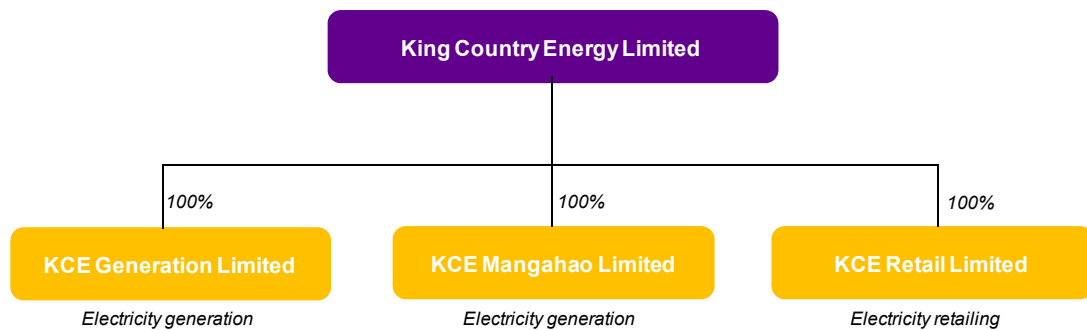 King Country Energy Limited
100%
100%
100%
KCE Generation Limited
KCE Mangahao Limited
KCE Retail Limited
Electricity generation
Electricity generation
Electricity retailing